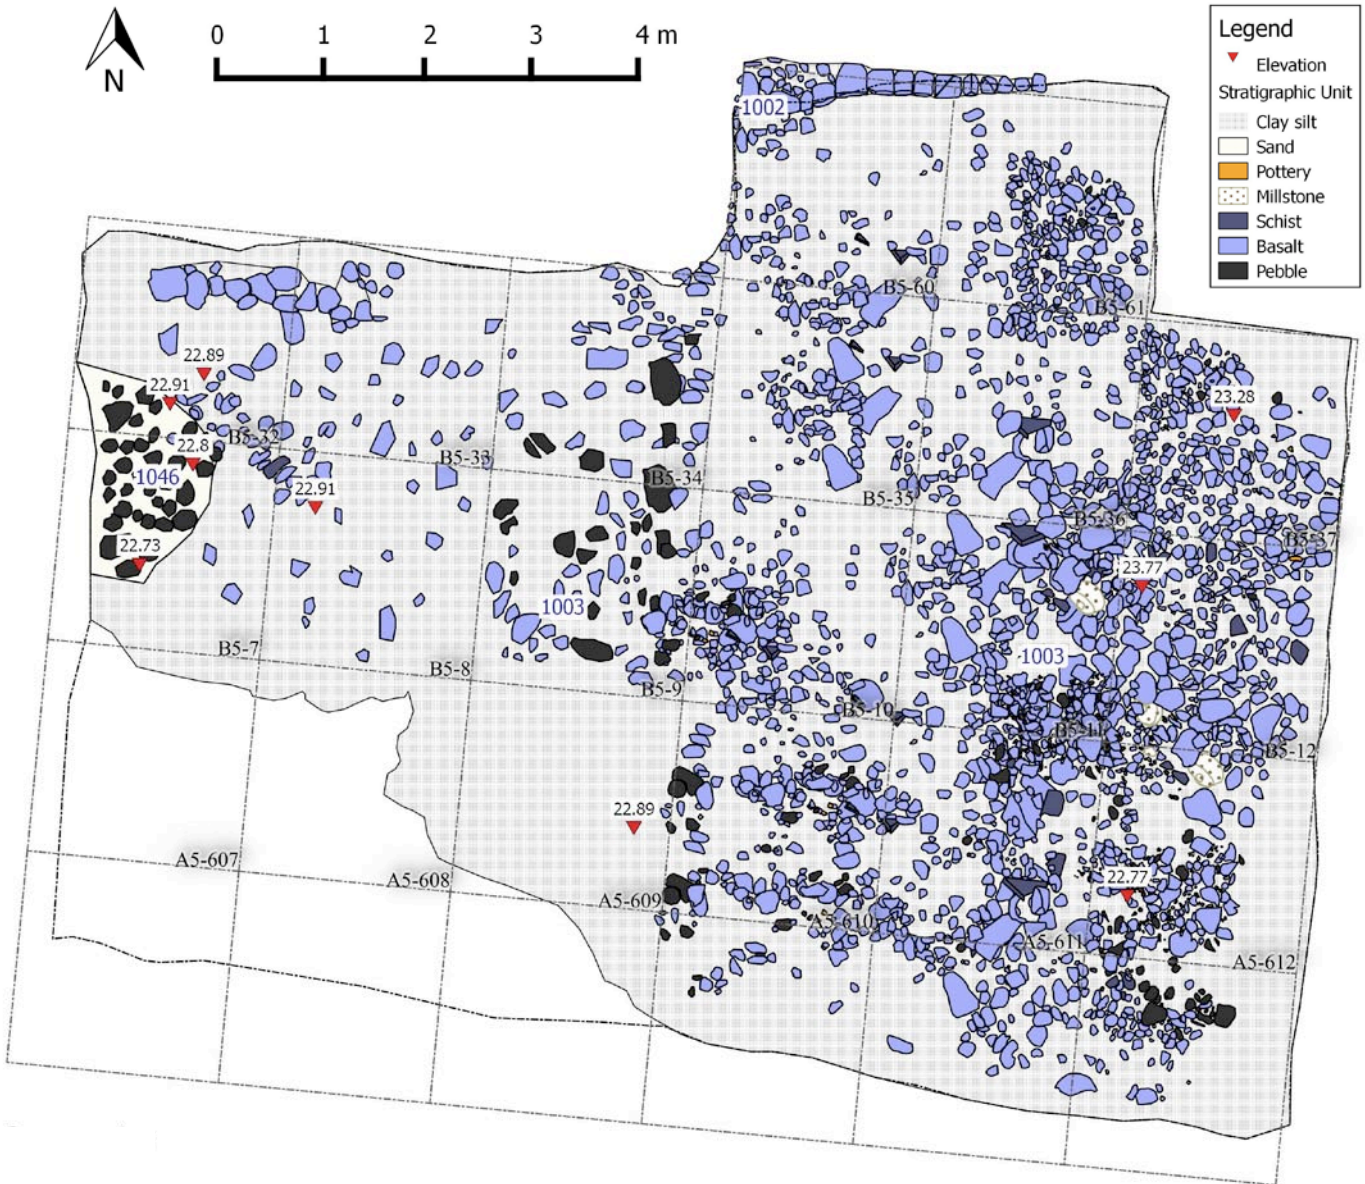 0 1 2 3 4 m
N
Legend
Elevation
Stratigraphic Unit
Clay silt
Sand
Pottery
Millstone
Schist
Basalt
Pebble
1002
B5-60
B5-61
22.89
22.91
23.28
22.8
B5-32
B5-33
1046
B5-34
22.91
B5-35
B5-36
B5-37
22.73
23.77
1003
B5-7
1003
B5-8
B5-9
B5-10
B5-11
B5-12
22.89
A5-607
A5-608
22.77
A5-609
A5-610
A5-611
A5-612